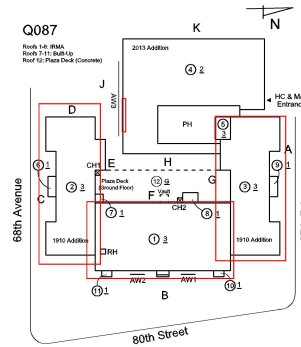 Q087
Roofs 1-6: IRMA
Roofs 7-11: Built-Up
Roof 12: Plaza Deck (Concrete)
N
K
2013 Addition
4 2
J
AW3
HC & Ma
Entranc
PH
D
5
3
A
CH1
E
H
G
6 1
2 3
Plaza Deck
(Ground Floor)
12 G
Vault
3 3
9 1
C
F
CH2
7 1
8 1
68th Avenue
1910 Addition
1 3
1910 Addition
RH
11 1
AW2
AW1
10 1
B
80th Street